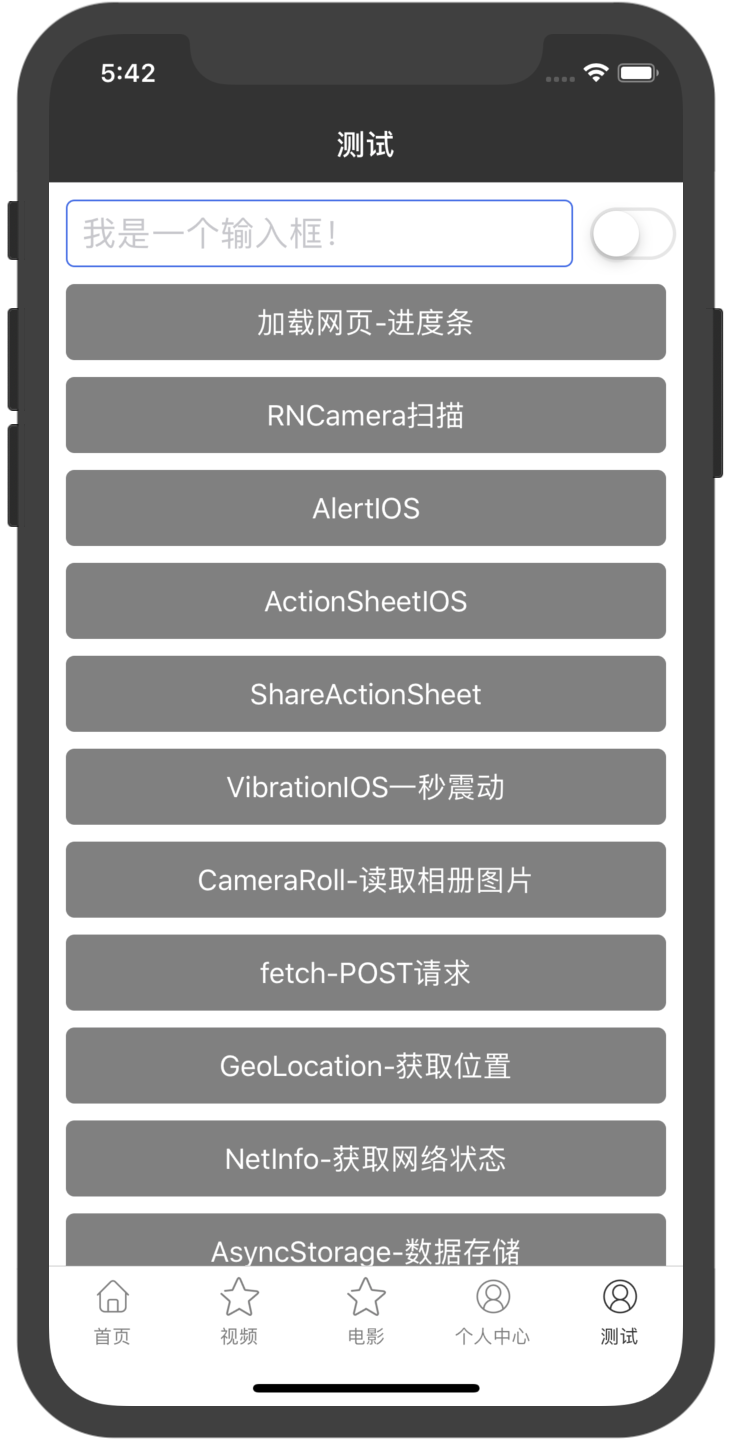 5:42
测试
我是一个输入框！
加载网页-进度条
RNCamera扫描
AlertIOS
ActionSheetIOS
ShareActionSheet
VibrationIOS一秒震动
CameraRoll-读取相册图片
fetch-POST请求
GeoLocation-获取位置
NetInfo-获取网络状态
AsyncStorage-数据存储
首页
视频
电影
个人中心
测试